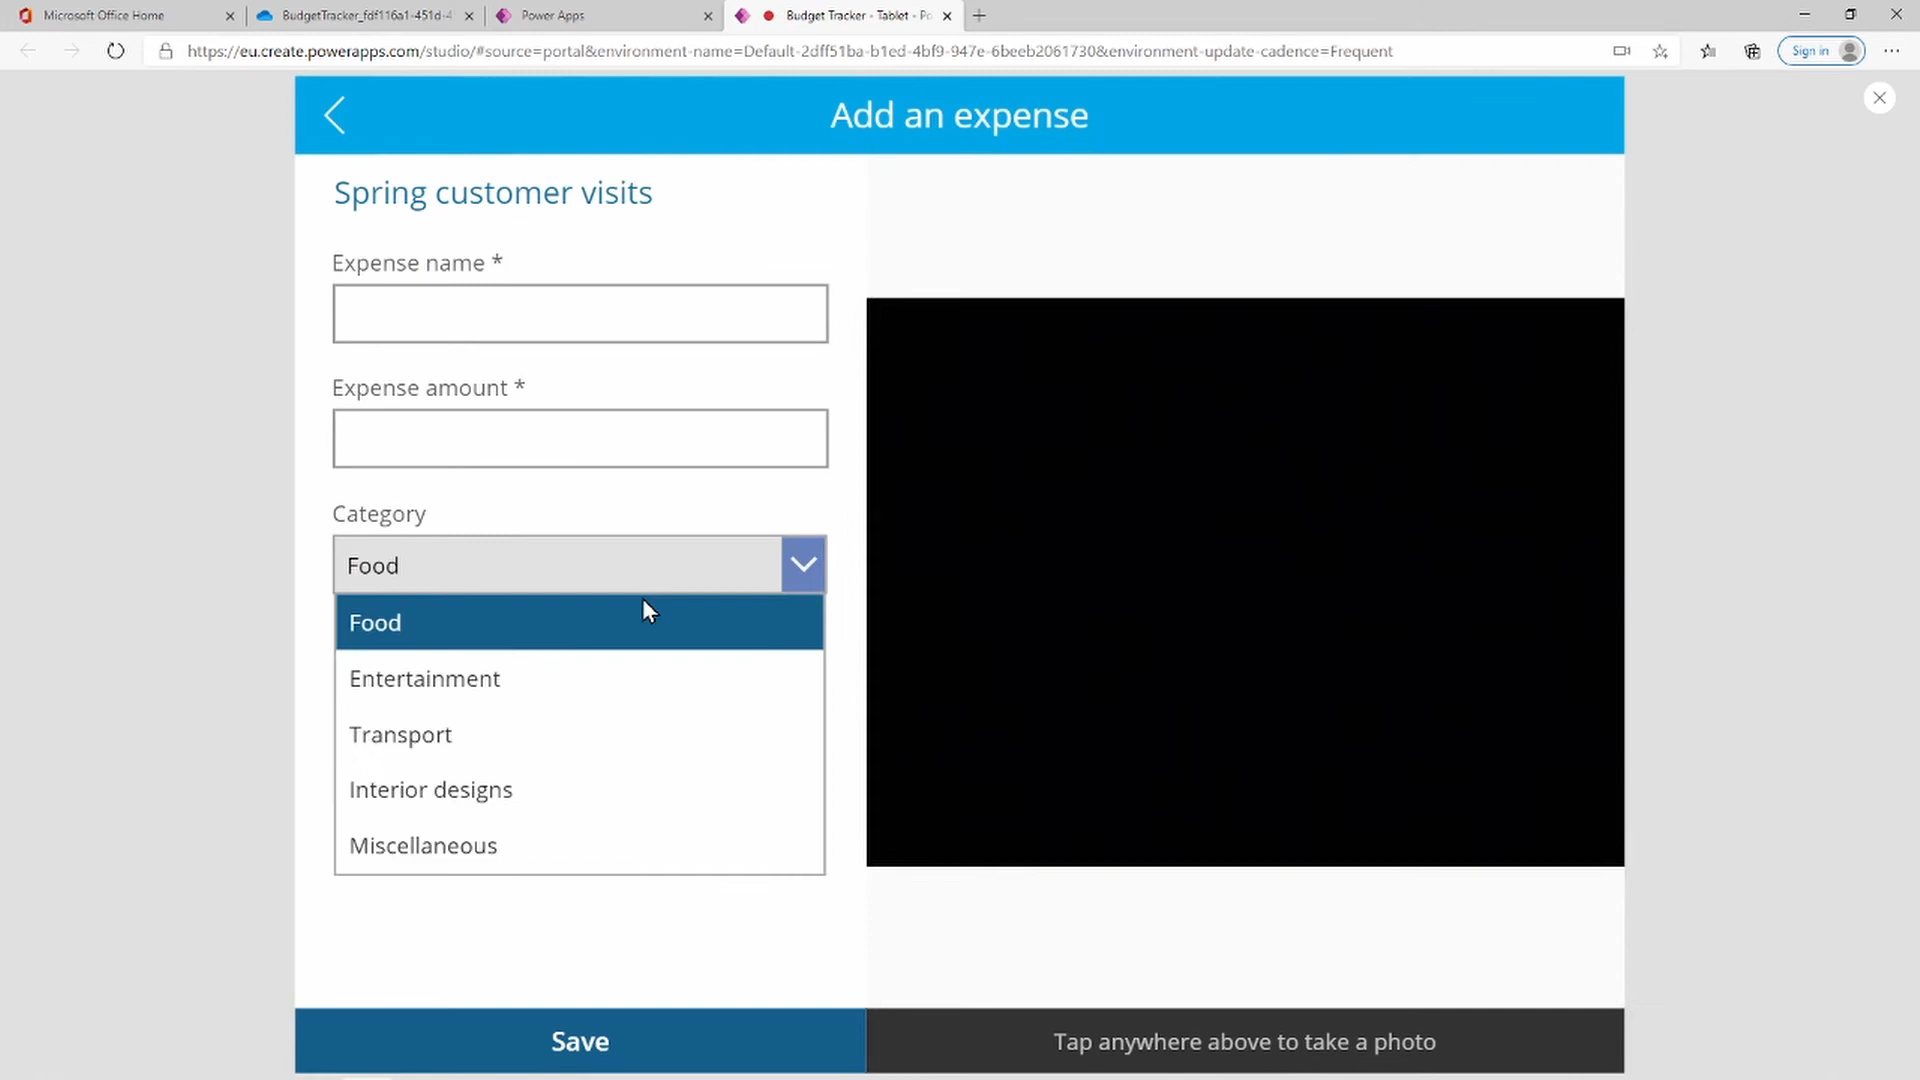 Microsoft Office Home
BudgetTracker_fdf116a1-451d-4
Power Apps
Budget Tracker - Tablet - Po
https://eu.create.powerapps.com/studio/#source=portal&environment-name=Default-2dff51ba-b1ed-4bf9-947e-6beeb2061730&environment-update-cadence=Frequent
Sign in
Add an expense
Spring customer visits
Expense name *
Expense amount *
Category
Food
Food
Entertainment
Transport
Interior designs
Miscellaneous
Save
Tap anywhere above to take a photo